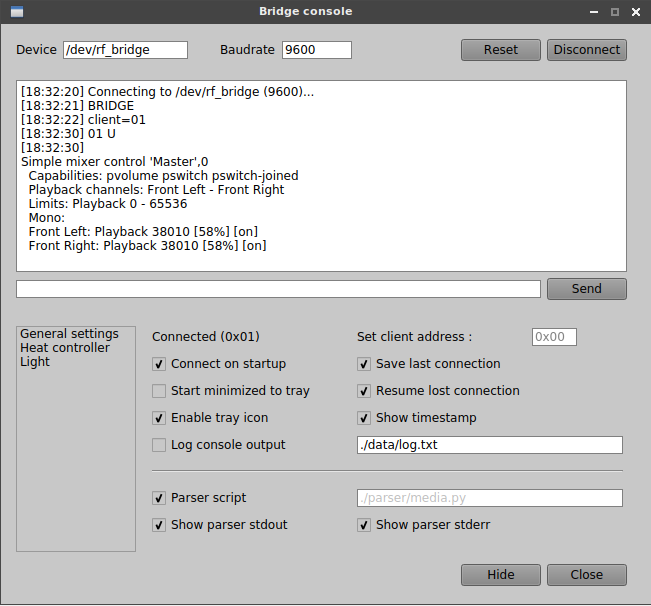 Bridge console
Device /dev/rf_bridge Baudrate 9600 Reset Disconnect
[18:32:20] Connecting to /dev/rf_bridge (9600)...
[18:32:21] BRIDGE
[18:32:22] client=01
[18:32:30] 01 U
[18:32:30]
Simple mixer control 'Master',0
Capabilities: pvolume pswitch pswitch-joined
Playback channels: Front Left - Front Right
Limits: Playback 0 - 65536
Mono:
Front Left: Playback 38010 [58%] [on]
Front Right: Playback 38010 [58%] [on]
Send
General settings
Heat controller
Light
Connected (0x01) Set client address : 0x00
Connect on startup Save last connection
Start minimized to tray Resume lost connection
Enable tray icon Show timestamp
Log console output ./data/log.txt
Parser script ./parser/media.py
Show parser stdout Show parser stderr
Hide Close